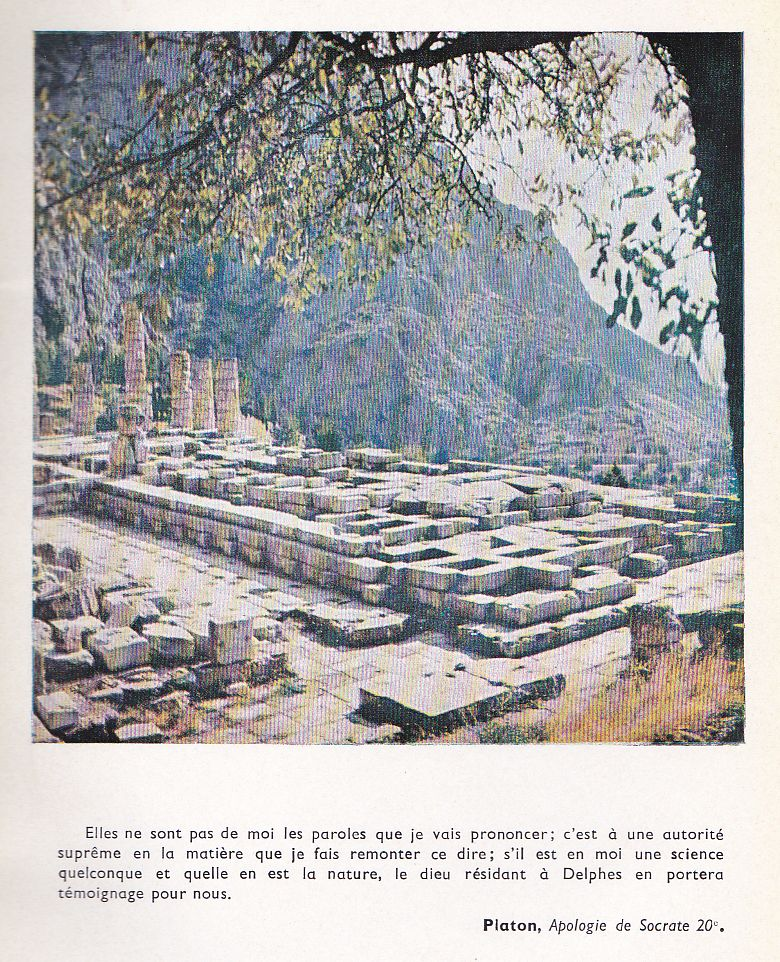 Elles ne sont pas de moi les paroles que je vais prononcer; c'est à une autorité
suprême en la matière que je fais remonter ce dire; s'il est en moi une science
quelconque et quelle en est la nature, le dieu résidant à Delphes en portera
témoignage pour nous.
Platon, Apologie de Socrate 20ᵉ.